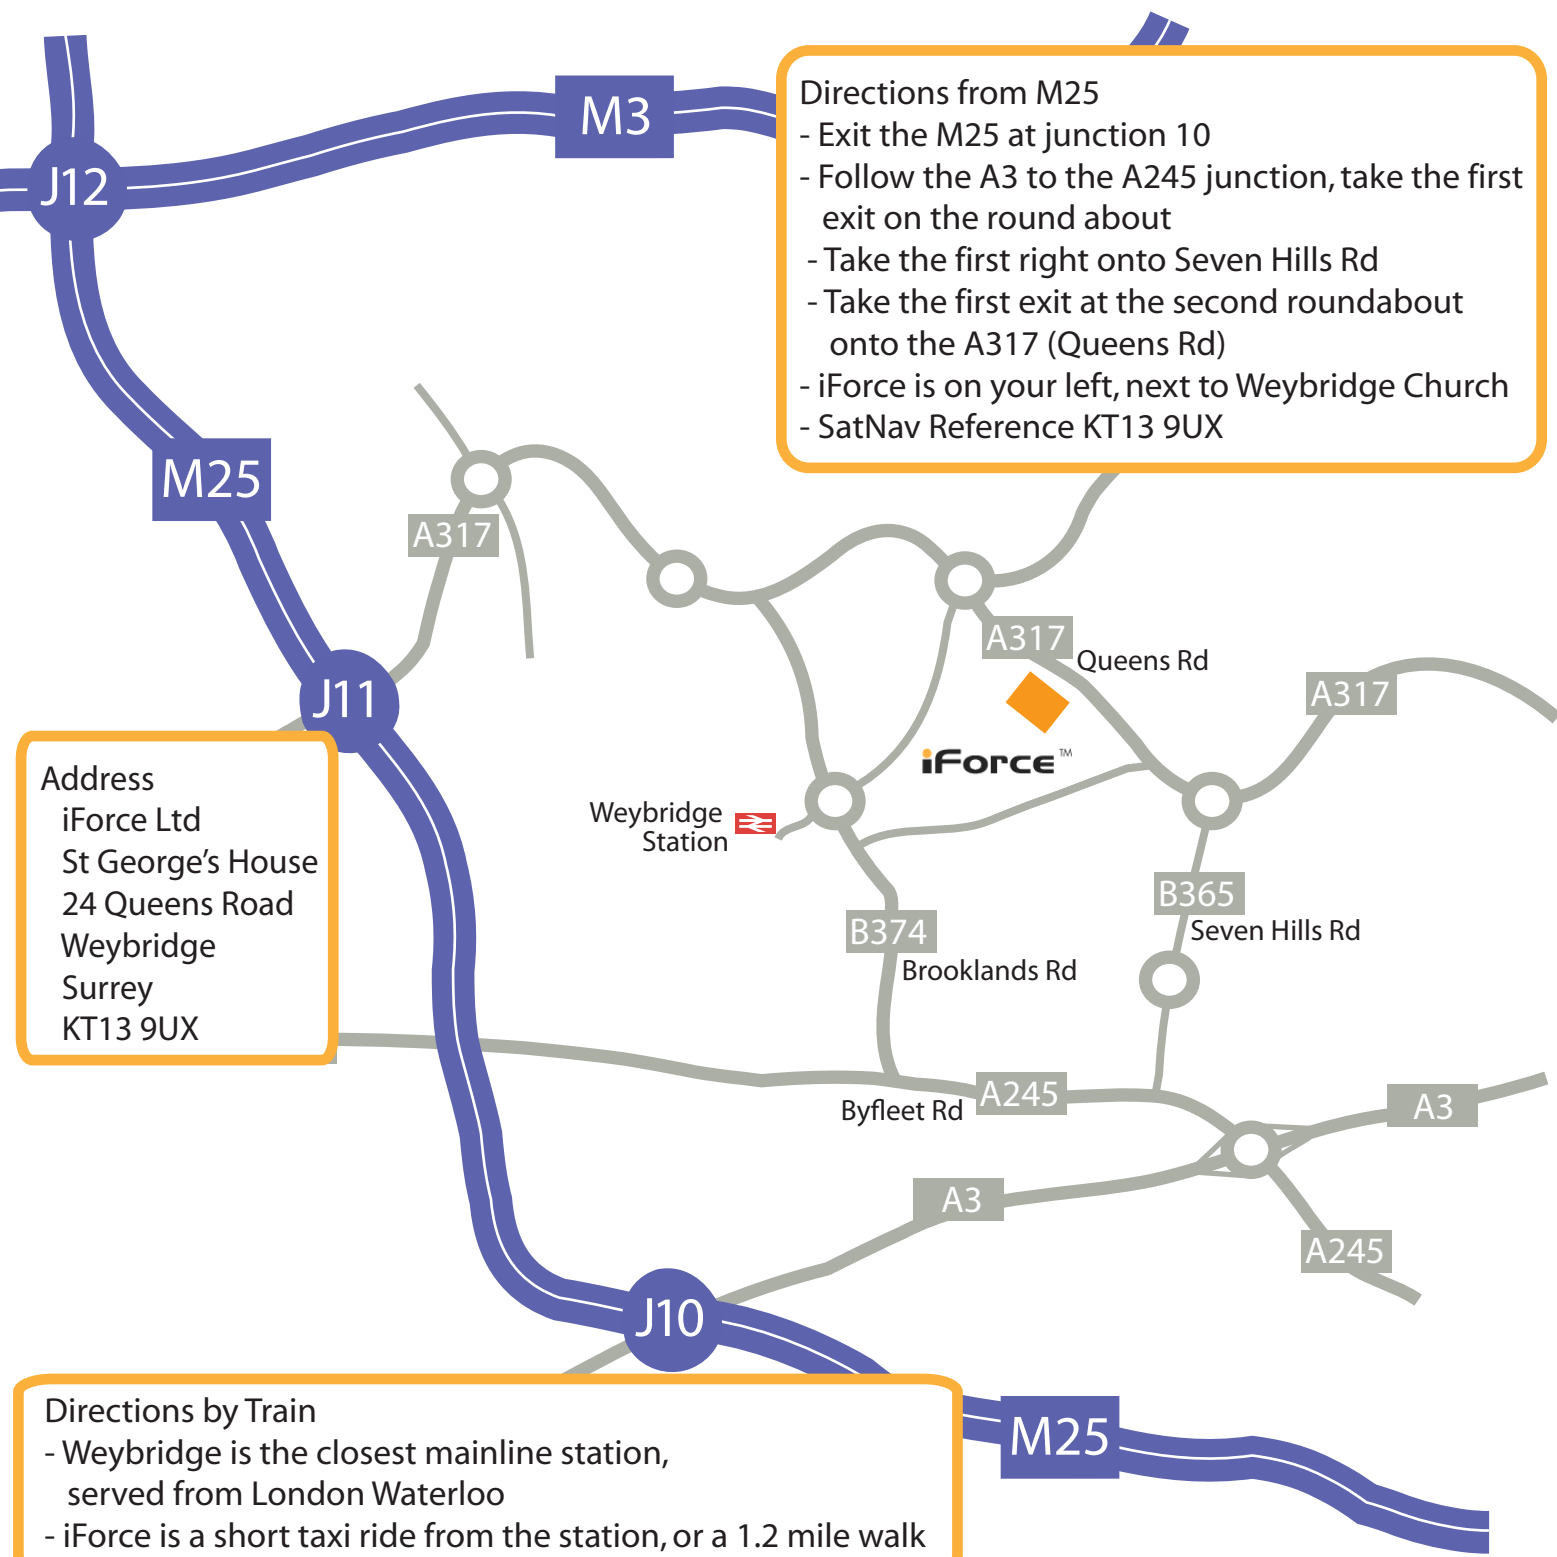 M3
Directions from M25
- Exit the M25 at junction 10
- Follow the A3 to the A245 junction, take the first
exit on the round about
- Take the first right onto Seven Hills Rd
- Take the first exit at the second roundabout
onto the A317 (Queens Rd)
- iForce is on your left, next to Weybridge Church
- SatNav Reference KT13 9UX
J12
M25
A317
A317
Queens Rd
A317
J11
iForce™
Weybridge
Station
Address
iForce Ltd
St George's House
24 Queens Road
Weybridge
Surrey
KT13 9UX
B365
Seven Hills Rd
B374
Brooklands Rd
A245
Byfleet Rd
A3
A3
A245
J10
M25
Directions by Train
- Weybridge is the closest mainline station,
served from London Waterloo
- iForce is a short taxi ride from the station, or a 1.2 mile walk